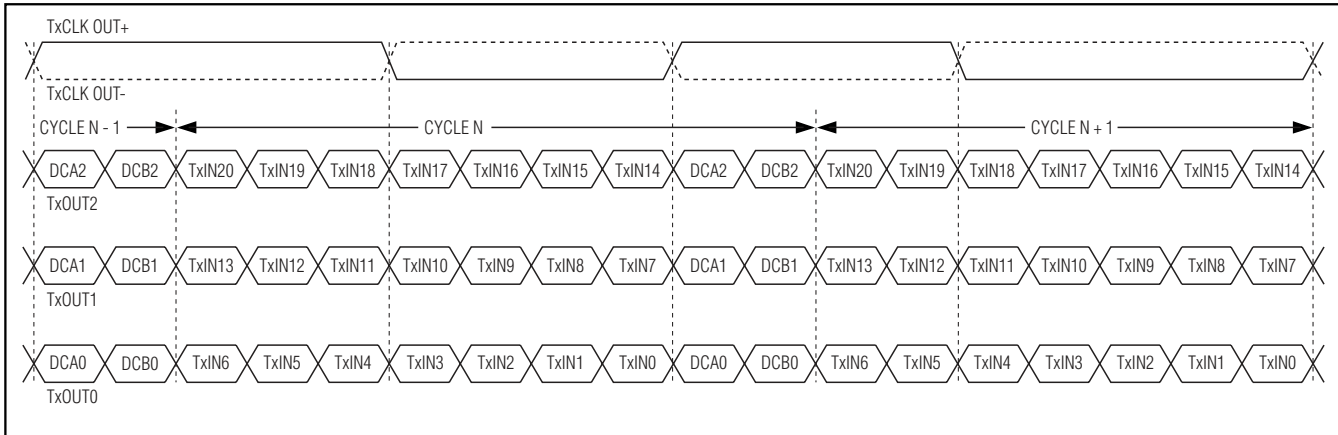 TxCLK OUT+
TxCLK OUT-
CYCLE N - 1 CYCLE N CYCLE N + 1
DCA2 DCB2 TxIN20 TxIN19 TxIN18 TxIN17 TxIN16 TxIN15 TxIN14 DCA2 DCB2 TxIN20 TxIN19 TxIN18 TxIN17 TxIN16 TxIN15 TxIN14
TxOUT2
DCA1 DCB1 TxIN13 TxIN12 TxIN11 TxIN10 TxIN9 TxIN8 TxIN7 DCA1 DCB1 TxIN13 TxIN12 TxIN11 TxIN10 TxIN9 TxIN8 TxIN7
TxOUT1
DCA0 DCB0 TxIN6 TxIN5 TxIN4 TxIN3 TxIN2 TxIN1 TxIN0 DCA0 DCB0 TxIN6 TxIN5 TxIN4 TxIN3 TxIN2 TxIN1 TxIN0
TxOUT0